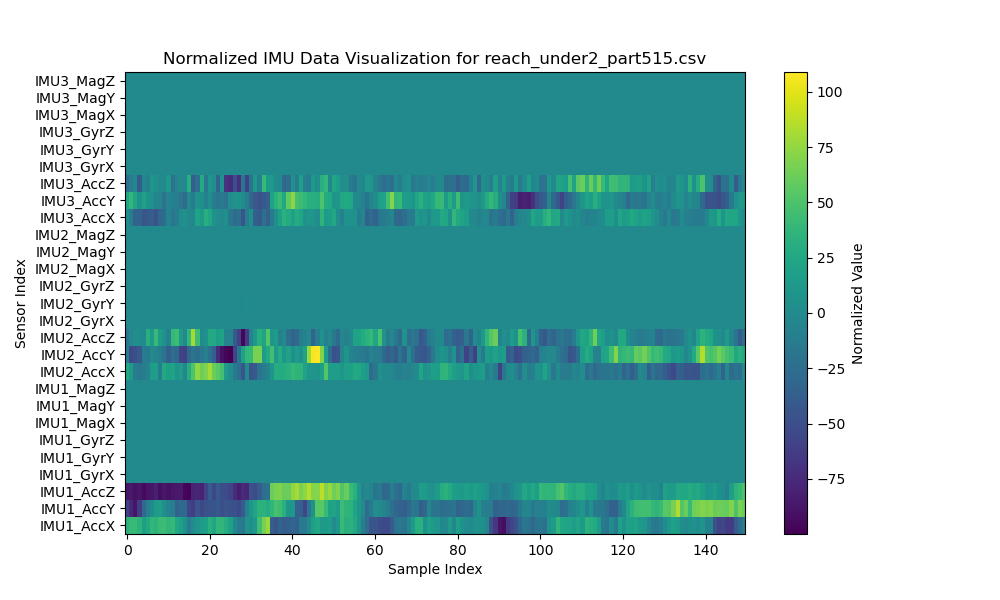 Normalized IMU Data Visualization for reach_under2_part515.csv
Sensor Index
IMU3_MagZ
IMU3_MagY
IMU3_MagX
IMU3_GyrZ
IMU3_GyrY
IMU3_GyrX
IMU3_AccZ
IMU3_AccY
IMU3_AccX
IMU2_MagZ
IMU2_MagY
IMU2_MagX
IMU2_GyrZ
IMU2_GyrY
IMU2_GyrX
IMU2_AccZ
IMU2_AccY
IMU2_AccX
IMU1_MagZ
IMU1_MagY
IMU1_MagX
IMU1_GyrZ
IMU1_GyrY
IMU1_GyrX
IMU1_AccZ
IMU1_AccY
IMU1_AccX
0 20 40 60 80 100 120 140
Sample Index
100
75
50
25
0
−25
−50
−75
Normalized Value